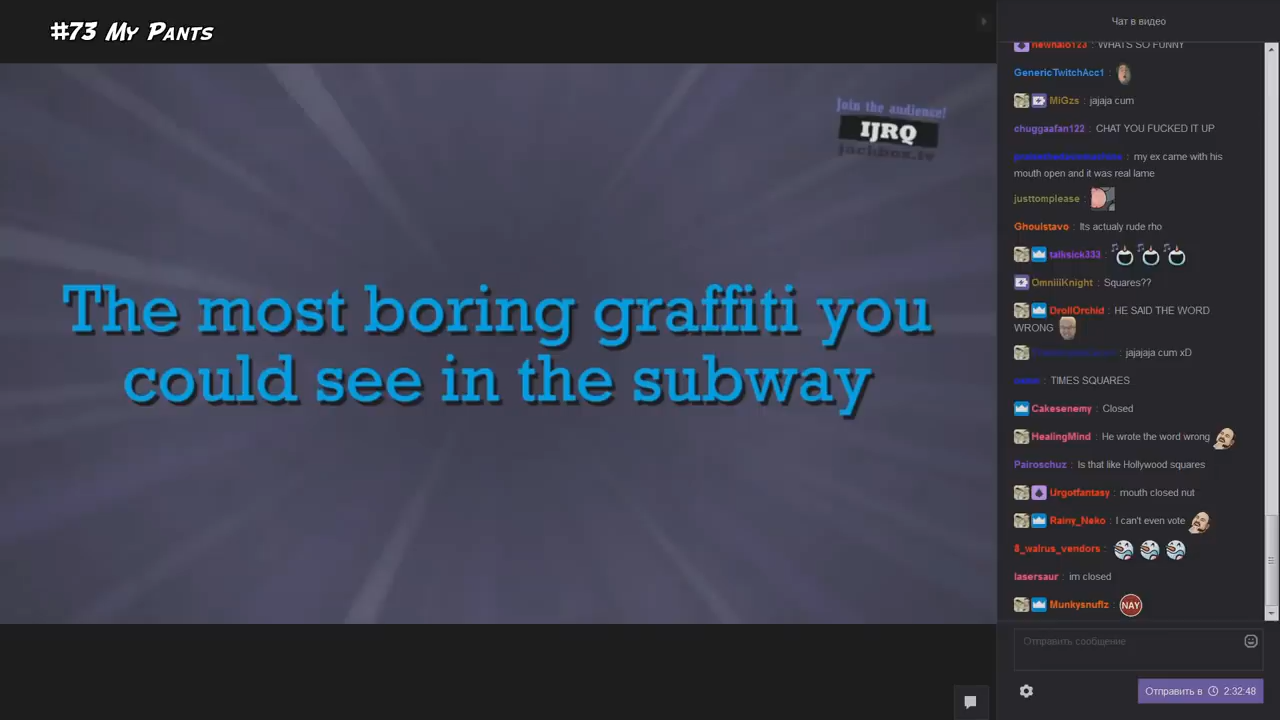 #73 My Pants
Join the audience!
IJRQ
jackbox.tv
The most boring graffiti you
could see in the subway
Чат в видео
newhalo123 : WHATS SO FUNNY
GenericTwitchAcc1 :
MiGzs : jajaja cum
chuggaafan122 : CHAT YOU FUCKED IT UP
: my ex came with his
mouth open and it was real lame
justtomplease :
Ghoulstavo : Its actualy rude rho
talksick333 :
OmniiiKnight : Squares??
DrollOrchid : HE SAID THE WORD
WRONG
: jajajaja cum xD
: TIMES SQUARES
Cakesenemy : Closed
HealingMind : He wrote the word wrong
Pairoschuz : Is that like Hollywood squares
Urgotfantasy : mouth closed nut
Rainy_Neko : I can't even vote
8_walrus_vendors :
lasersaur : im closed
Munkysnuflz : NAY
Отправить сообщение
Отправить в 2:32:48